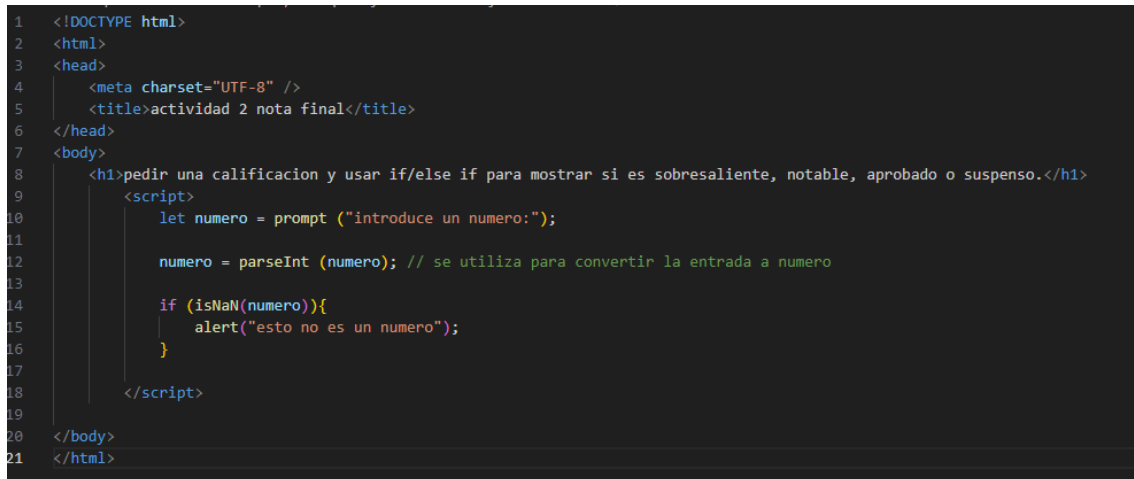 1 <!DOCTYPE html>
2 <html>
3 <head>
4 <meta charset="UTF-8" />
5 <title>actividad 2 nota final</title>
6 </head>
7 <body>
8 <h1>pedir una calificacion y usar if/else if para mostrar si es sobresaliente, notable, aprobado o suspenso.</h1>
9 <script>
10 let numero = prompt ("introduce un numero:");
11
12 numero = parseInt (numero); // se utiliza para convertir la entrada a numero
13
14 if (isNaN(numero)){
15 alert("esto no es un numero");
16 }
17
18 </script>
19
20 </body>
21 </html>